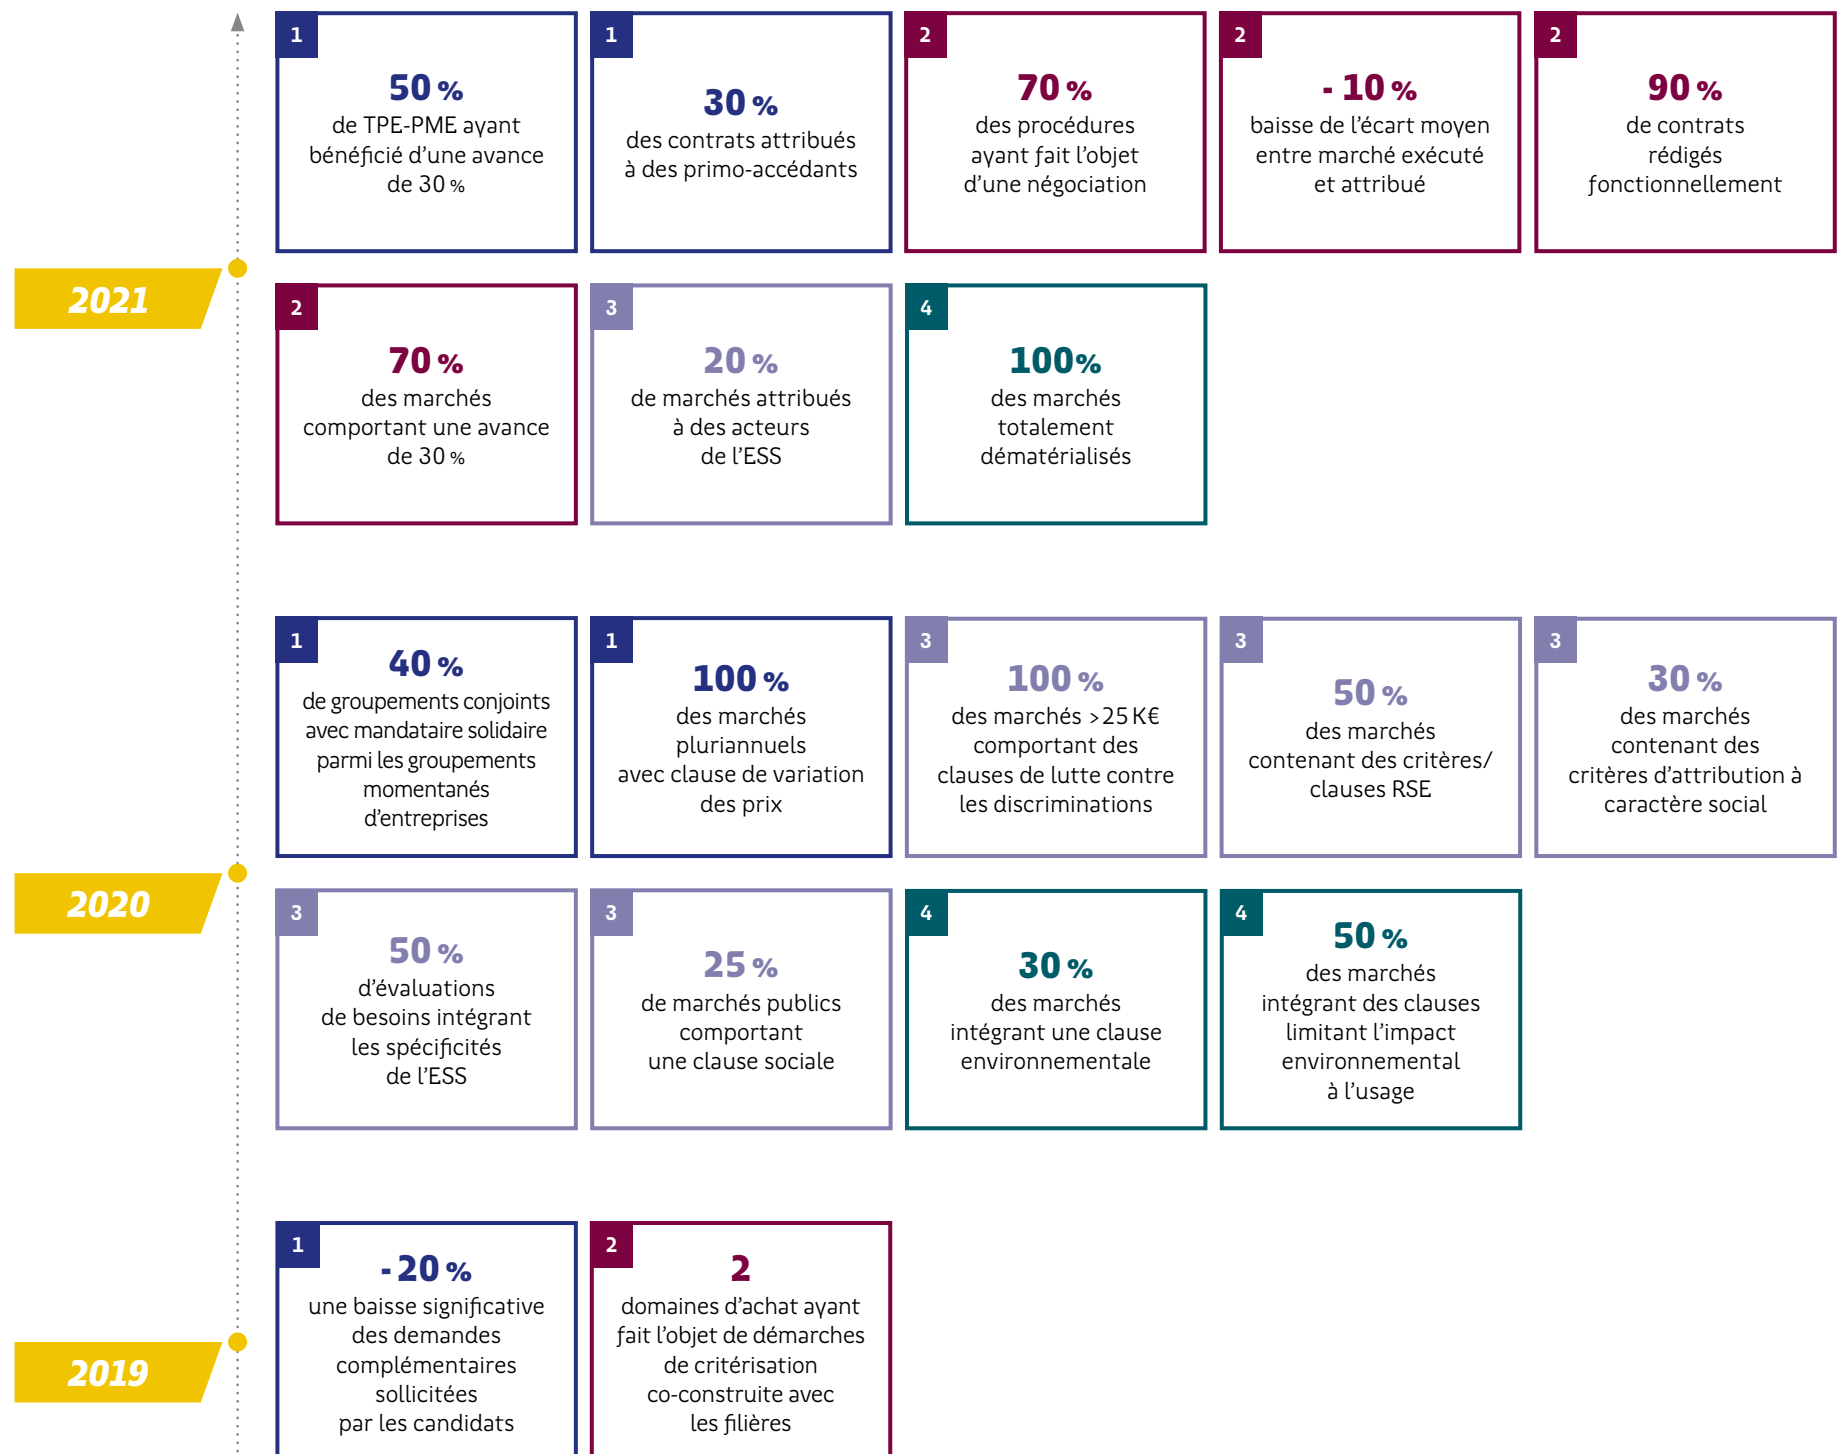 1
50 %
de TPE-PME ayant
bénéficié d'une avance
de 30 %
1
30 %
des contrats attribués
à des primo-accédants
2
70 %
des procédures
ayant fait l'objet
d'une négociation
2
- 10 %
baisse de l'écart moyen
entre marché exécuté
et attribué
2
90 %
de contrats
rédigés
fonctionnellement
2021
2
70 %
des marchés
comportant une avance
de 30 %
3
20 %
de marchés attribués
à des acteurs
de l'ESS
4
100%
des marchés
totalement
dématérialisés
1
40 %
de groupements conjoints
avec mandataire solidaire
parmi les groupements
momentanés
d'entreprises
1
100 %
des marchés
pluriannuels
avec clause de variation
des prix
3
100 %
des marchés >25 K€
comportant des
clauses de lutte contre
les discriminations
3
50 %
des marchés
contenant des critères/
clauses RSE
3
30 %
des marchés
contenant des
critères d'attribution à
caractère social
2020
3
50 %
d'évaluations
de besoins intégrant
les spécificités
de l'ESS
3
25 %
de marchés publics
comportant
une clause sociale
4
30 %
des marchés
intégrant une clause
environnementale
4
50 %
des marchés
intégrant des clauses
limitant l'impact
environnemental
à l'usage
2019
1
- 20 %
une baisse significative
des demandes
complémentaires
sollicitées
par les candidats
2
2
domaines d'achat ayant
fait l'objet de démarches
de critérisation
co-construite avec
les filières